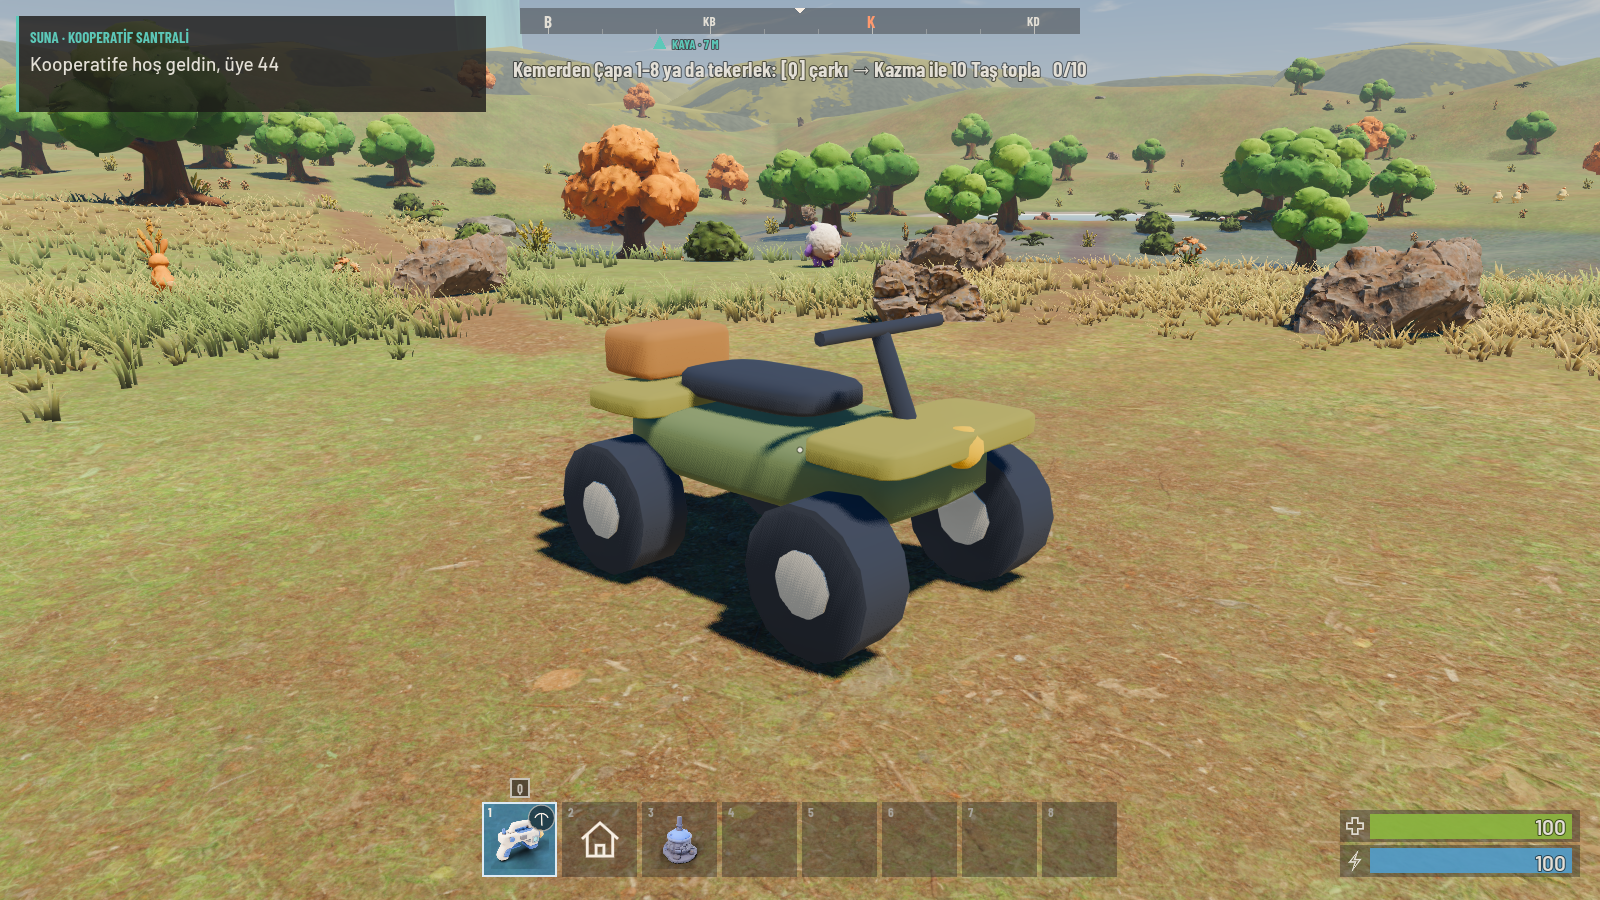 SUNA · KOOPERATİF SANTRALİ
Kooperatife hoş geldin, üye 44
B KB K KD
KAYA · 7 M
Kemerden Çapa 1-8 ya da tekerlek: [Q] çarkı → Kazma ile 10 Taş topla 0/10
Q
1 2 3 4 5 6 7 8
100
100